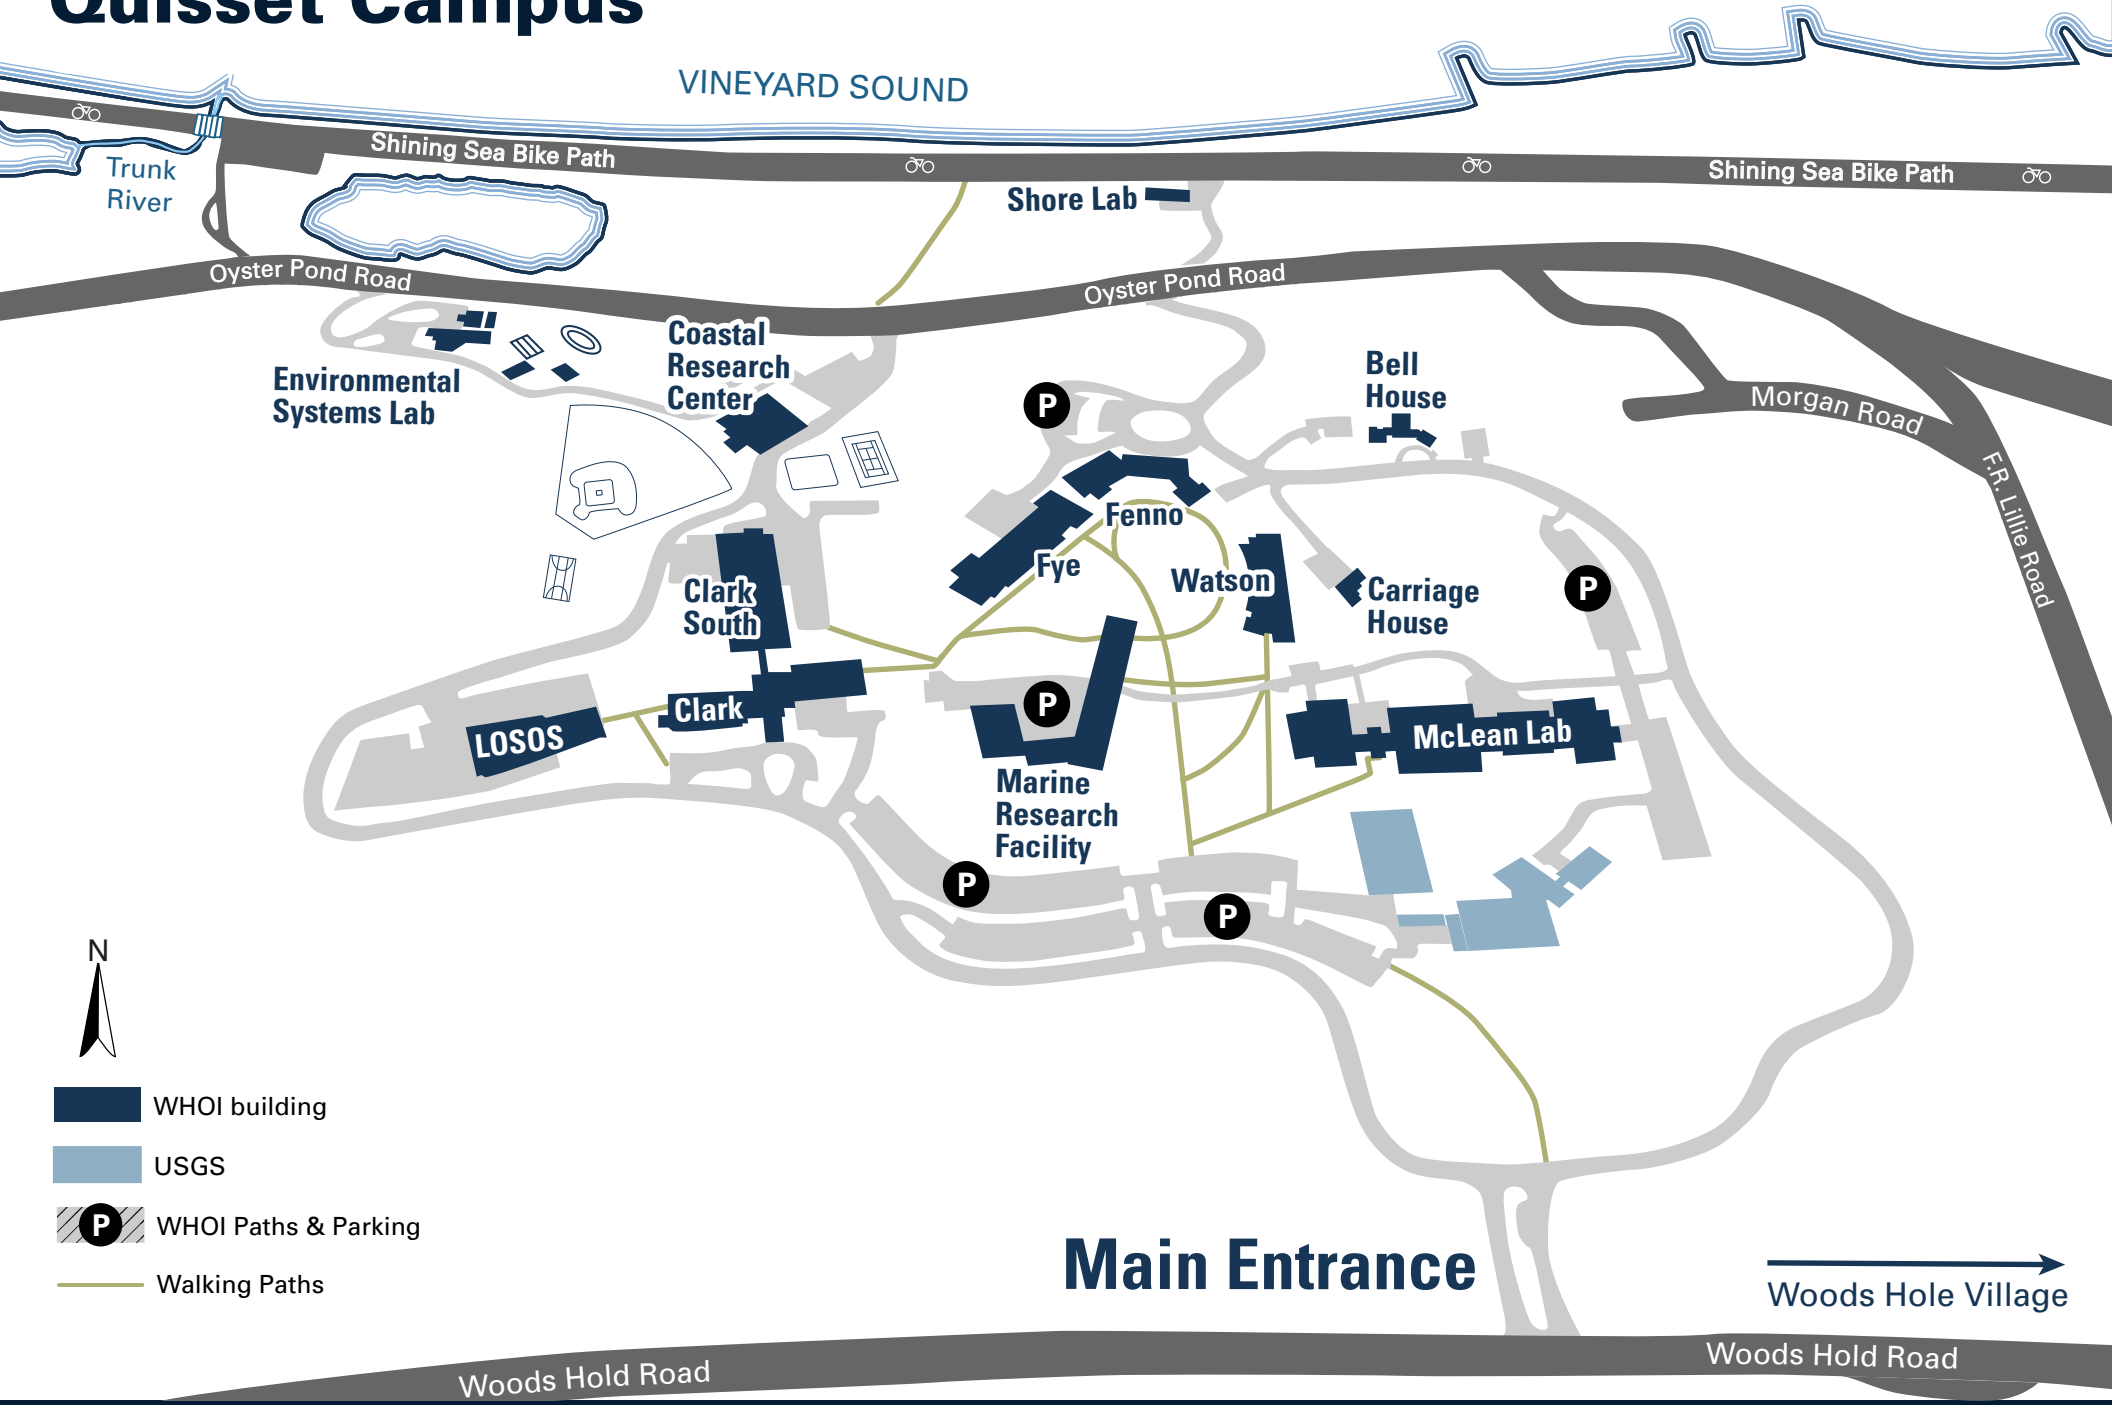 Quisset Campus
VINEYARD SOUND
Shining Sea Bike Path
Shining Sea Bike Path
Trunk
River
Shore Lab
Oyster Pond Road
Oyster Pond Road
Coastal
Research
Center
Environmental
Systems Lab
Bell
House
Morgan Road
F.R. Lillie Road
P
Fenno
Fye
Watson
Carriage
House
P
Clark
South
Clark
LOSOS
P
McLean Lab
Marine
Research
Facility
P
P
N
WHOI building
USGS
P
WHOI Paths & Parking
Walking Paths
Main Entrance
Woods Hole Village
Woods Hold Road
Woods Hold Road